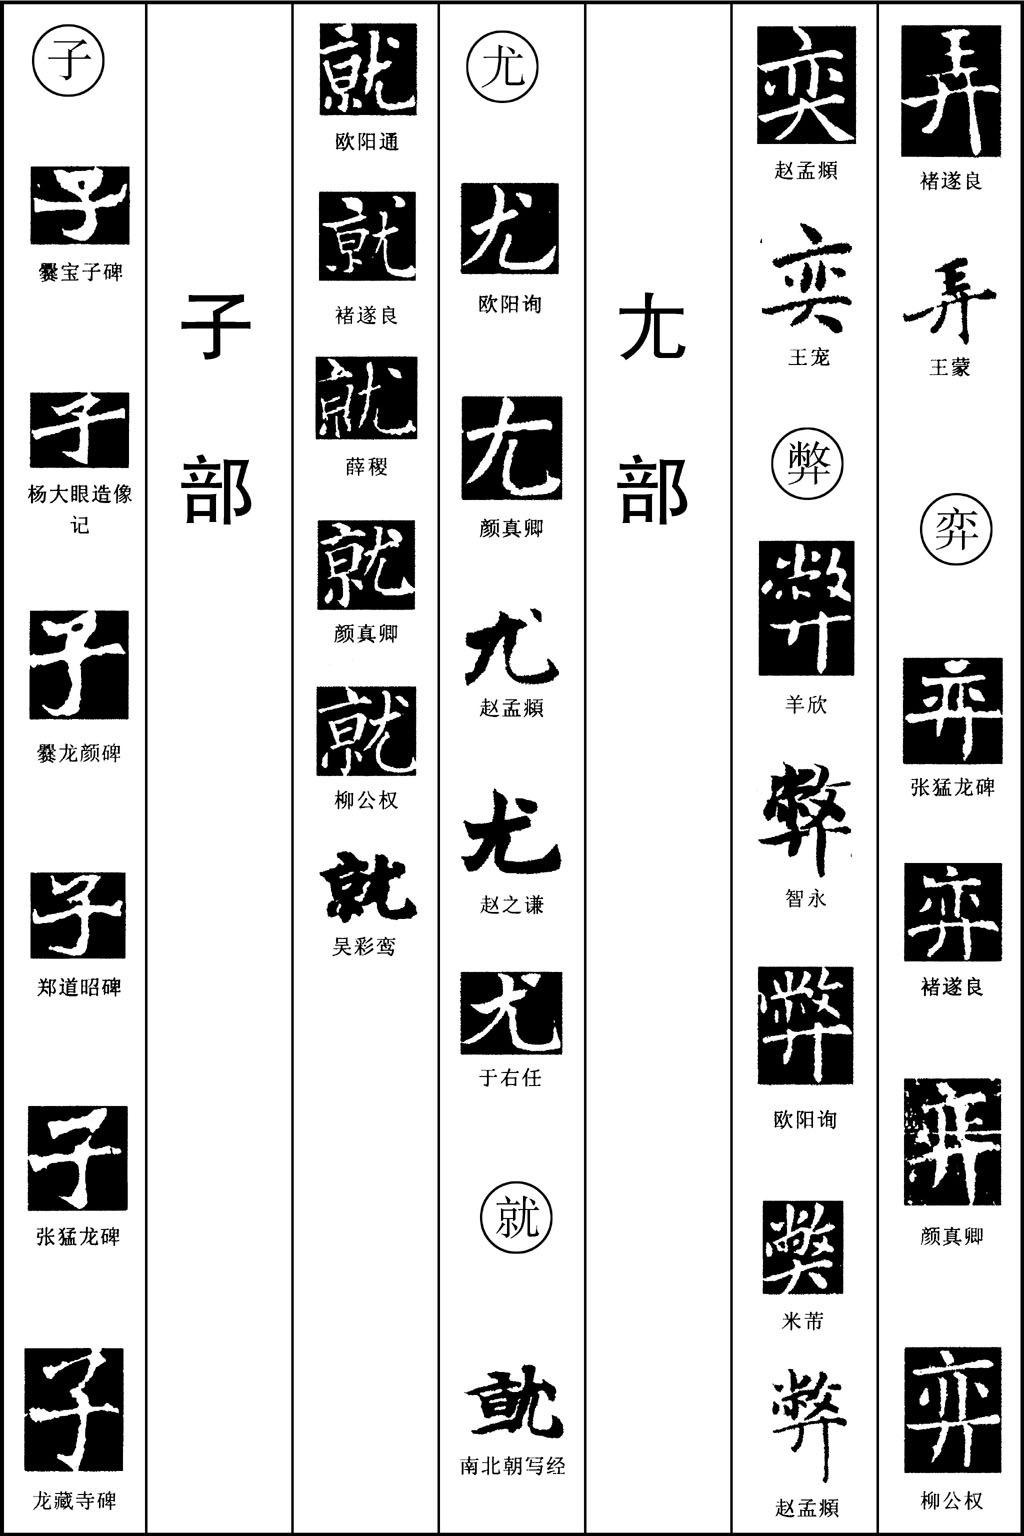 弄
褚遂良
弄
王蒙
弈
弈
张猛龙碑
弈
褚遂良
弈
颜真卿
弈
柳公权
奕
赵孟頫
奕
王宠
弊
弊
羊欣
弊
智永
弊
欧阳询
弊
米芾
弊
赵孟頫
尢部
尤
尤
欧阳询
尤
颜真卿
尤
赵孟頫
尤
赵之谦
尤
于右任
就
就
南北朝写经
就
欧阳通
就
褚遂良
就
薛稷
就
颜真卿
就
柳公权
就
吴彩鸾
子部
子
子
爨宝子碑
子
杨大眼造像
记
子
爨龙颜碑
子
郑道昭碑
子
张猛龙碑
子
龙藏寺碑